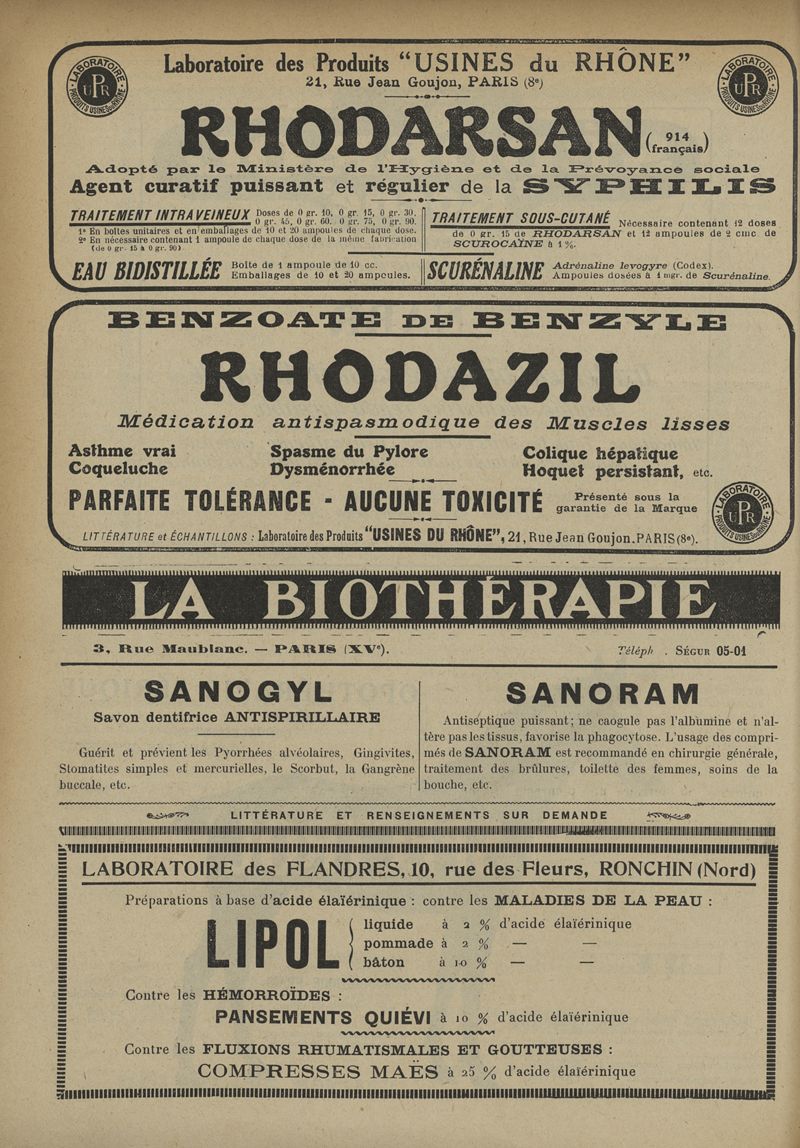 Laboratoire des Produits "USINES du RHÔNE"
21, Rue Jean Goujon, PARIS (8e)
LABORATOIRE
UPR
PRODUITS USINES DU RHÔNE
LABORATOIRE
UPR
PRODUITS USINES DU RHÔNE
RHODARSAN (914 français)
Adopté par le Ministère de l'Hygiène et de la Prévoyance sociale
Agent curatif puissant et régulier de la SYPHILIS
TRAITEMENT INTRAVEINEUX Doses de 0 gr. 10, 0 gr. 15, 0 gr. 30.
0 gr. 45, 0 gr. 60. 0 gr. 75, 0 gr. 90.
1° En boîtes unitaires et en emballages de 10 et 20 ampoules de chaque dose.
2° En nécessaire contenant 1 ampoule de chaque dose de la même fabrication
(de 0 gr. 15 à 0 gr. 90).
TRAITEMENT SOUS-CUTANÉ Nécessaire contenant 12 doses
de 0 gr. 15 de RHODARSAN et 12 ampoules de 2 cmc de
SCUROCAÏNE à 1 %.
EAU BIDISTILLÉE Boîte de 1 ampoule de 10 cc.
Emballages de 10 et 20 ampoules.
SCURÉNALINE Adrénaline levogyre (Codex).
Ampoules dosées à 1 mgr. de Scurénaline.
BENZOATE DE BENZYLE
RHODAZIL
Médication antispasmodique des Muscles lisses
Asthme vrai Spasme du Pylore Colique hépatique
Coqueluche Dysménorrhée Hoquet persistant, etc.
PARFAITE TOLÉRANCE - AUCUNE TOXICITÉ Présenté sous la
garantie de la Marque
LABORATOIRE
UPR
PRODUITS USINES DU RHÔNE
LITTÉRATURE et ÉCHANTILLONS : Laboratoire des Produits "USINES DU RHÔNE", 21, Rue Jean Goujon. PARIS (8e).
LA BIOTHÉRAPIE
3, Rue Maublanc. — PARIS (XVe). Téléph . SÉGUR 05-01
SANOGYL
Savon dentifrice ANTISPIRILLAIRE
Guérit et prévient les Pyorrhées alvéolaires, Gingivites,
Stomatites simples et mercurielles, le Scorbut, la Gangrène
buccale, etc.
SANORAM
Antiseptique puissant; ne caogule pas l'albumine et n'al-
tère pas les tissus, favorise la phagocytose. L'usage des compri-
més de SANORAM est recommandé en chirurgie générale,
traitement des brûlures, toilette des femmes, soins de la
bouche, etc.
LITTÉRATURE ET RENSEIGNEMENTS SUR DEMANDE
LABORATOIRE des FLANDRES, 10, rue des Fleurs, RONCHIN (Nord)
Préparations à base d'acide élaïérinique : contre les MALADIES DE LA PEAU :
LIPOL
liquide à 2 % d'acide élaïérinique
pommade à 2 % — —
bâton à 10 % — —
Contre les HÉMORROÏDES :
PANSEMENTS QUIÉVI à 10 % d'acide élaïérinique
Contre les FLUXIONS RHUMATISMALES ET GOUTTEUSES :
COMPRESSES MAËS à 25 % d'acide élaïérinique